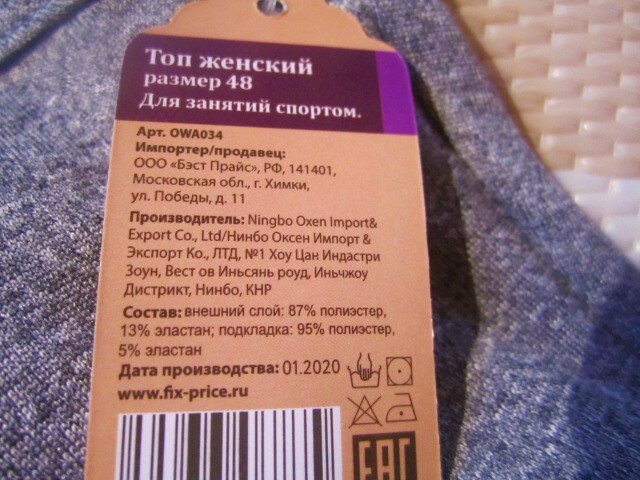 Топ женский
размер 48
Для занятий спортом.
Арт. OWA034
Импортер/продавец:
ООО «Бэст Прайс», РФ, 141401,
Московская обл., г. Химки,
ул. Победы, д. 11
Производитель: Ningbo Oxen Import&
Export Co., Ltd/Нинбо Оксен Импорт &
Экспорт Ко., ЛТД, №1 Хоу Цан Индастри
Зоун, Вест ов Иньсянь роуд, Иньчжоу
Дистрикт, Нинбо, КНР
Состав: внешний слой: 87% полиэстер,
13% эластан; подкладка: 95% полиэстер,
5% эластан
Дата производства: 01.2020
www.fix-price.ru
EAC